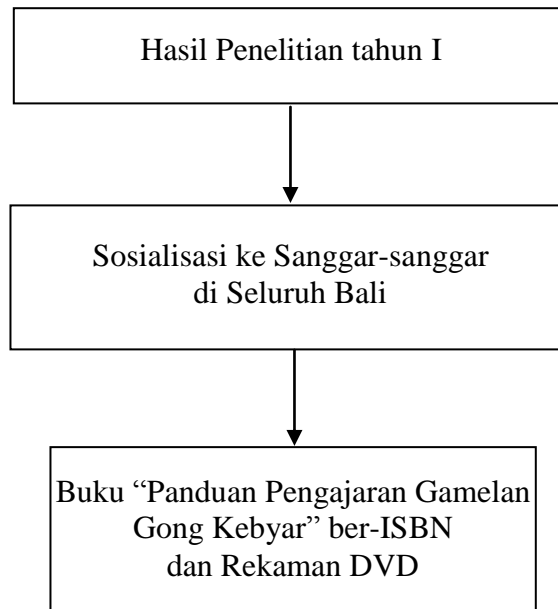 Hasil Penelitian tahun I
Sosialisasi ke Sanggar-sanggar
di Seluruh Bali
Buku “Panduan Pengajaran Gamelan
Gong Kebyar” ber-ISBN
dan Rekaman DVD